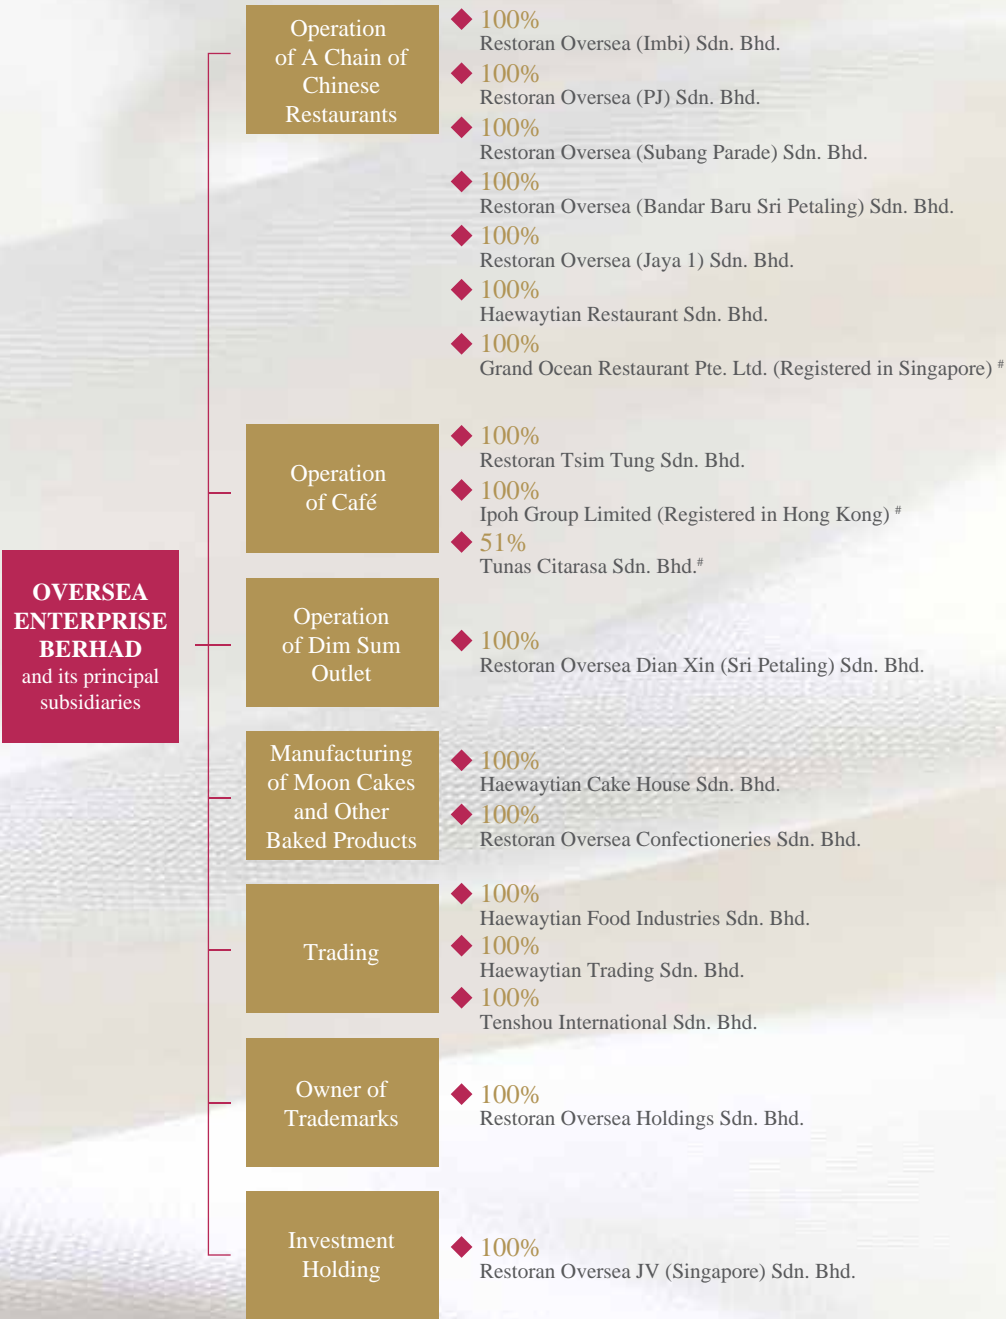 OVERSEA
ENTERPRISE
BERHAD
and its principal
subsidiaries
Operation
of A Chain of
Chinese
Restaurants
100%
Restoran Oversea (Imbi) Sdn. Bhd.
100%
Restoran Oversea (PJ) Sdn. Bhd.
100%
Restoran Oversea (Subang Parade) Sdn. Bhd.
100%
Restoran Oversea (Bandar Baru Sri Petaling) Sdn. Bhd.
100%
Restoran Oversea (Jaya 1) Sdn. Bhd.
100%
Haewaytian Restaurant Sdn. Bhd.
100%
Grand Ocean Restaurant Pte. Ltd. (Registered in Singapore) #
Operation
of Café
100%
Restoran Tsim Tung Sdn. Bhd.
100%
Ipoh Group Limited (Registered in Hong Kong) #
51%
Tunas Citarasa Sdn. Bhd.#
Operation
of Dim Sum
Outlet
100%
Restoran Oversea Dian Xin (Sri Petaling) Sdn. Bhd.
Manufacturing
of Moon Cakes
and Other
Baked Products
100%
Haewaytian Cake House Sdn. Bhd.
100%
Restoran Oversea Confectioneries Sdn. Bhd.
Trading
100%
Haewaytian Food Industries Sdn. Bhd.
100%
Haewaytian Trading Sdn. Bhd.
100%
Tenshou International Sdn. Bhd.
Owner of
Trademarks
100%
Restoran Oversea Holdings Sdn. Bhd.
Investment
Holding
100%
Restoran Oversea JV (Singapore) Sdn. Bhd.